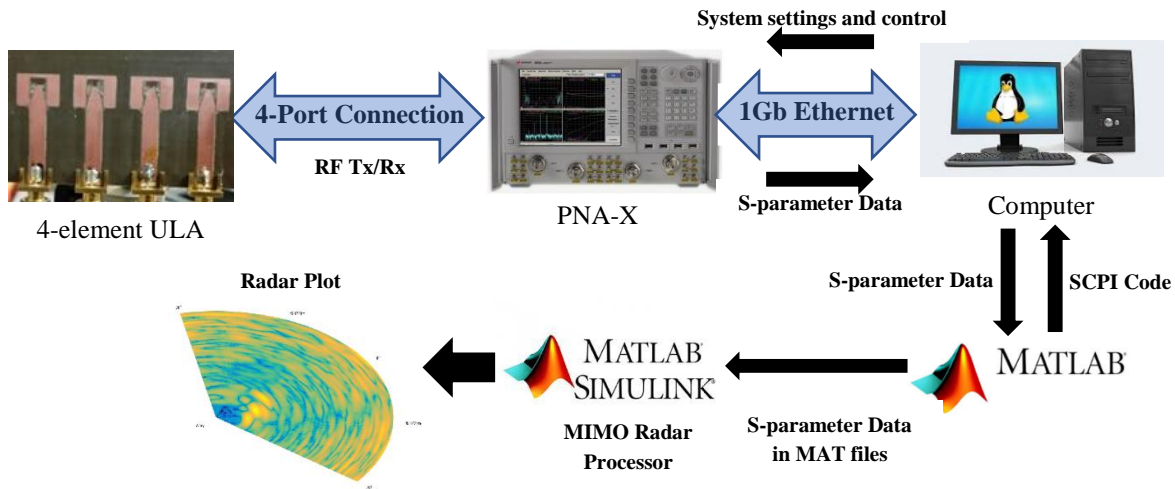 System settings and control
4-Port Connection
1Gb Ethernet
RF Tx/Rx
S-parameter Data
4-element ULA
PNA-X
Computer
S-parameter Data
SCPI Code
Radar Plot
MATLAB
SIMULINK®
MATLAB®
MIMO Radar
Processor
S-parameter Data
in MAT files